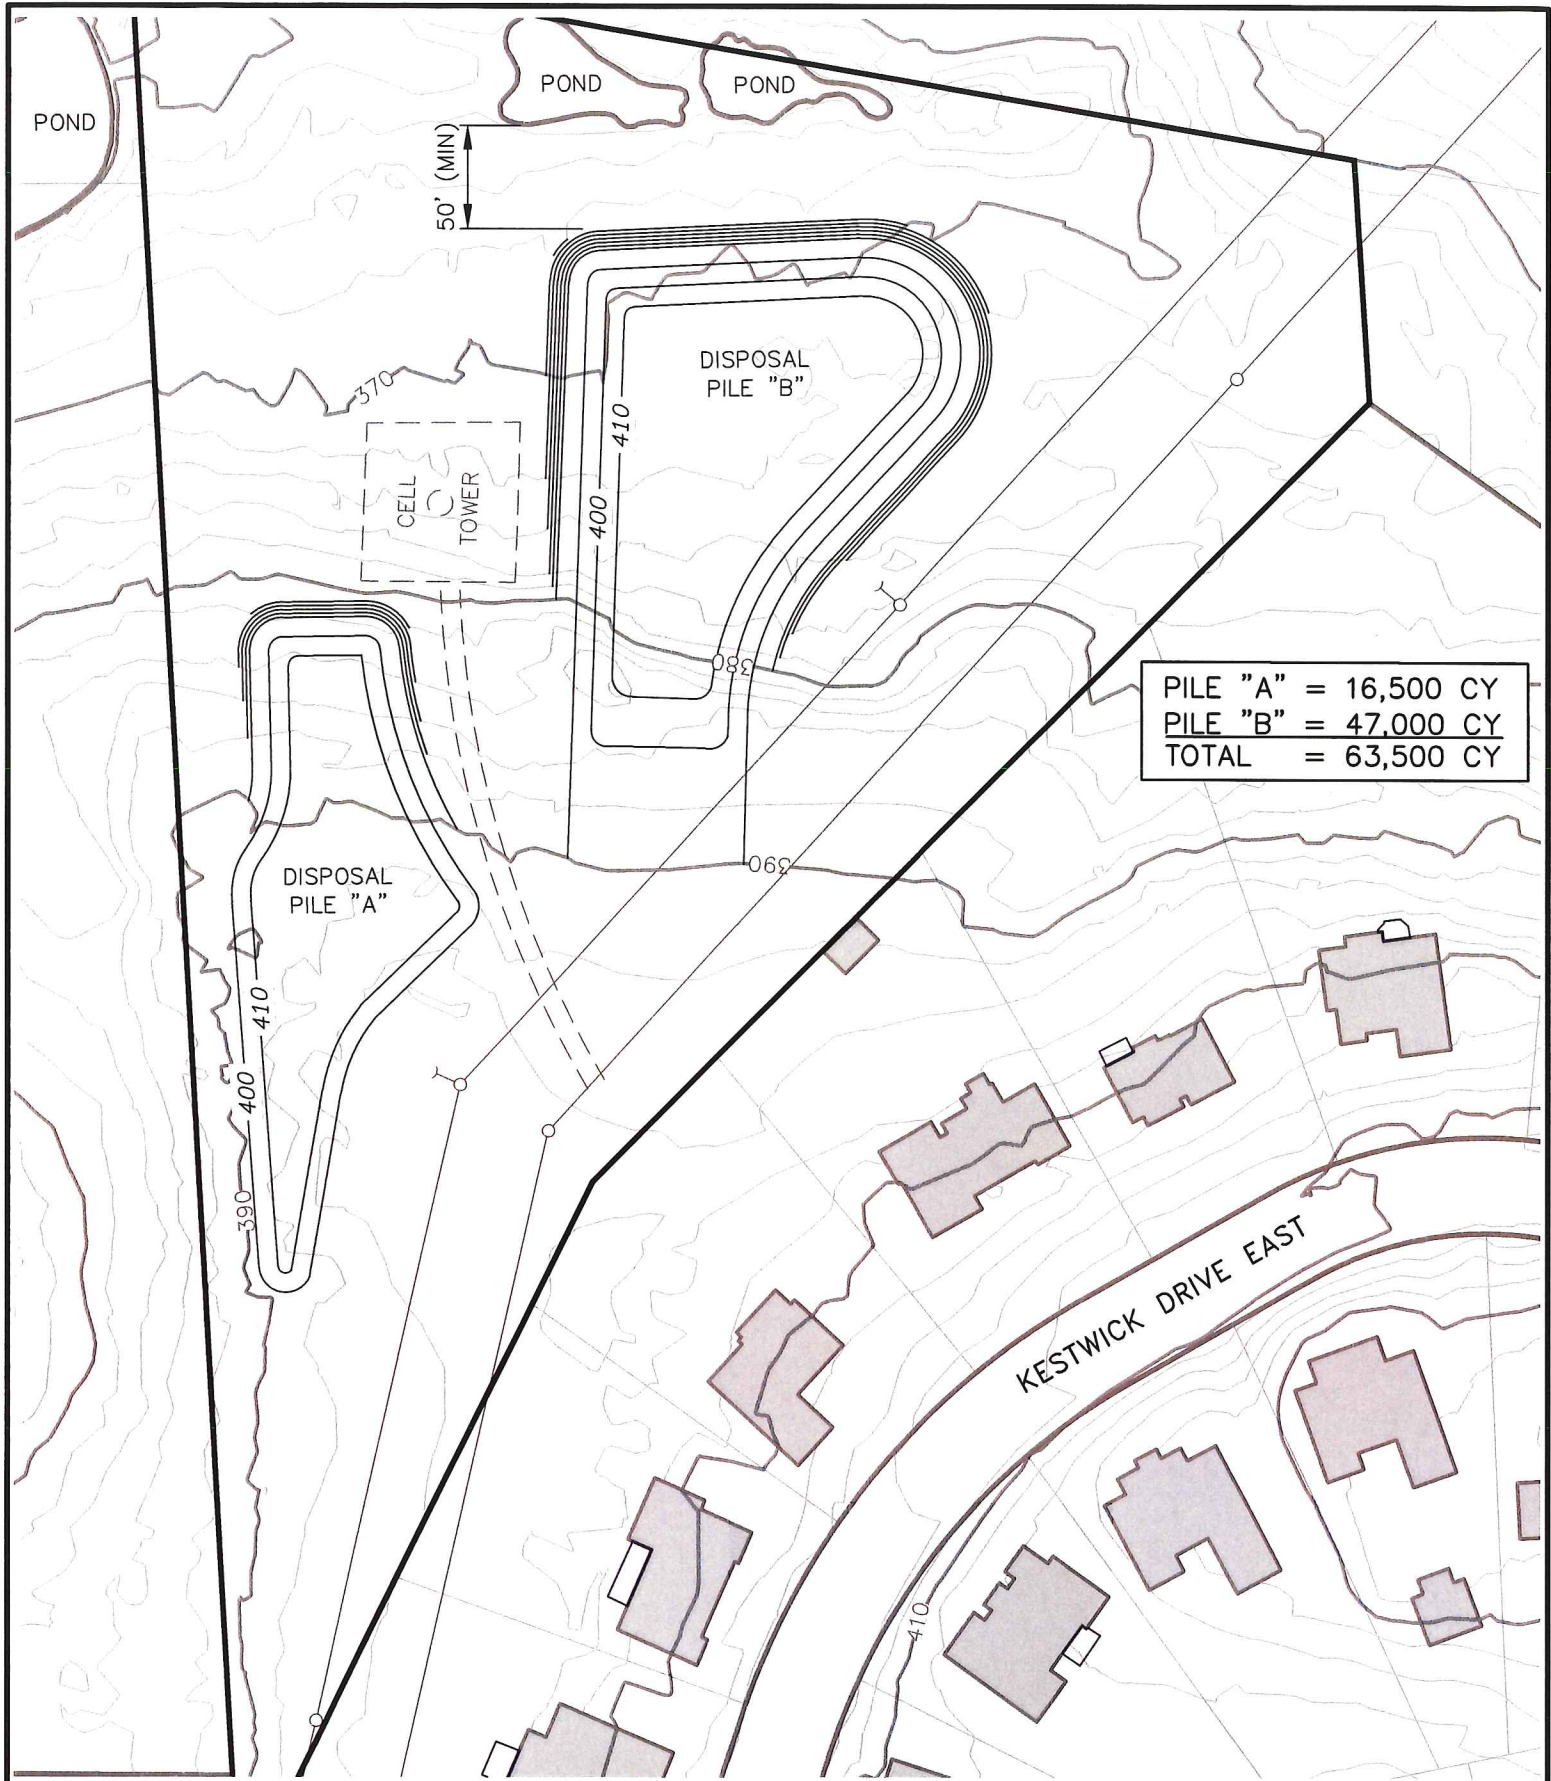 POND
POND
POND
50' (MIN)
370
DISPOSAL
PILE "B"
410
CELL
TOWER
400
380
PILE "A" = 16,500 CY
PILE "B" = 47,000 CY
TOTAL = 63,500 CY
390
DISPOSAL
PILE "A"
410
400
390
KESTWICK DRIVE EAST
410